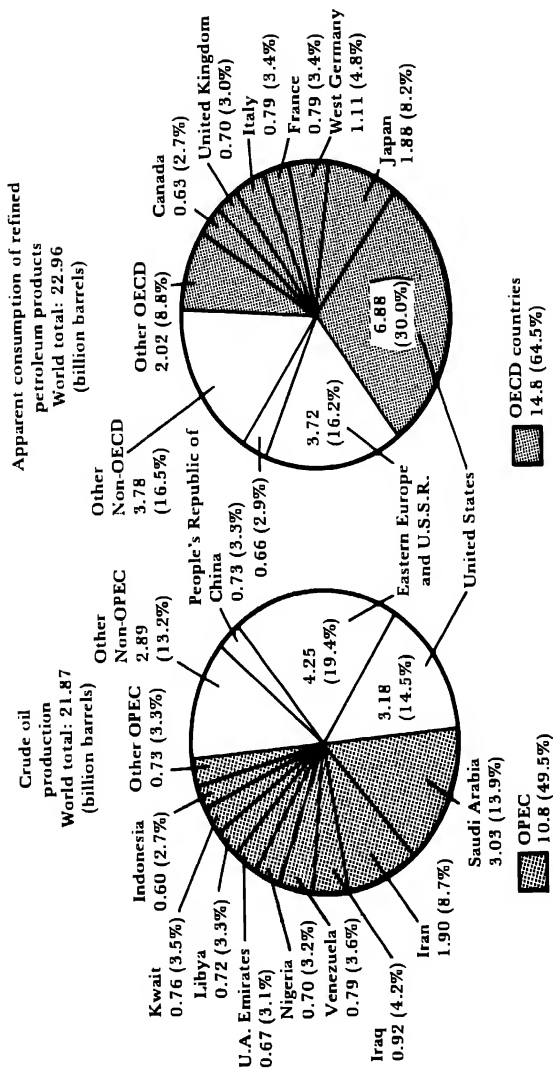 Crude oil
production
World total: 21.87
(billion barrels)
Other
Non-OPEC
2.89
(13.2%)
People's Republic of
China
0.73 (3.3%)
0.66 (2.9%)
Other OPEC
0.73 (3.3%)
Indonesia
0.60 (2.7%)
Kwait
0.76 (3.5%)
Libya
0.72 (3.3%)
U.A. Emirates
0.67 (3.1%)
Nigeria
0.70 (3.2%)
Venezuela
0.79 (3.6%)
Iraq
0.92 (4.2%)
Iran
1.90 (8.7%)
Saudi Arabia
3.03 (13.9%)
3.18
(14.5%)
4.25
(19.4%)
Eastern Europe
and U.S.S.R.
United States
OPEC
10.8 (49.5%)
Apparent consumption of refined
petroleum products
World total: 22.96
(billion barrels)
Other
Non-OECD
3.78
(16.5%)
Other OECD
2.02 (8.8%)
Canada
0.63 (2.7%)
United Kingdom
0.70 (3.0%)
Italy
0.79 (3.4%)
France
0.79 (3.4%)
West Germany
1.11 (4.8%)
Japan
1.88 (8.2%)
6.88
(30.0%)
3.72
(16.2%)
OECD countries
14.8 (64.5%)